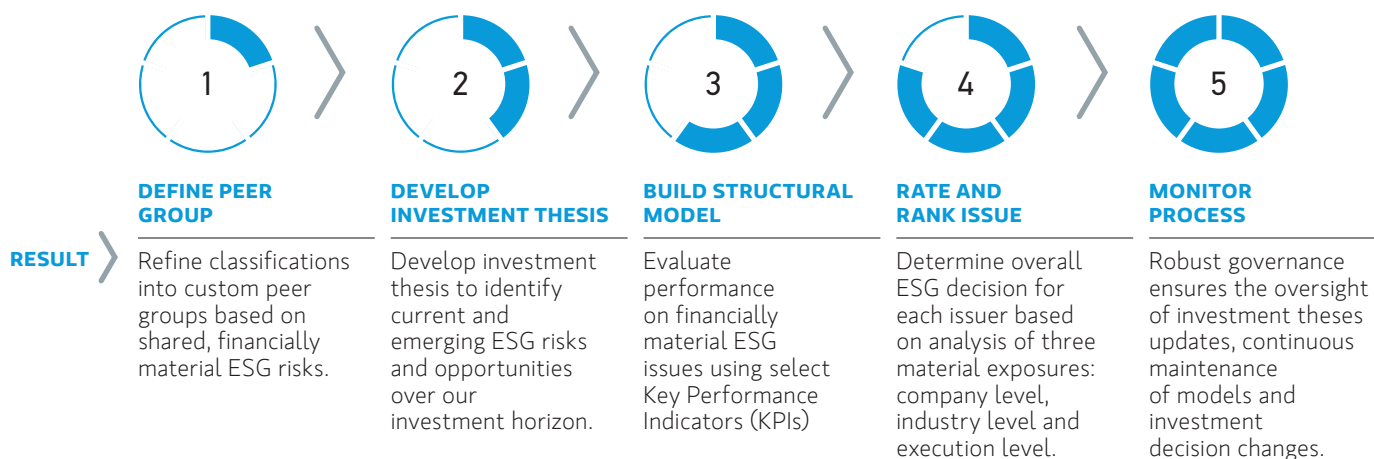 1
2
3
4
5
DEFINE PEER
GROUP
DEVELOP
INVESTMENT THESIS
BUILD STRUCTURAL
MODEL
RATE AND
RANK ISSUE
MONITOR
PROCESS
RESULT
Refine classifications
into custom peer
groups based on
shared, financially
material ESG risks.
Develop investment
thesis to identify
current and
emerging ESG risks
and opportunities
over our
investment horizon.
Evaluate
performance
on financially
material ESG
issues using select
Key Performance
Indicators (KPIs)
Determine overall
ESG decision for
each issuer based
on analysis of three
material exposures:
company level,
industry level and
execution level.
Robust governance
ensures the oversight
of investment theses
updates, continuous
maintenance
of models and
investment
decision changes.